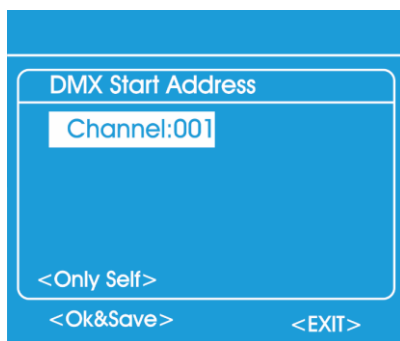 DMX Start Address
Channel:001
<Only Self>
<Ok&Save>
<EXIT>